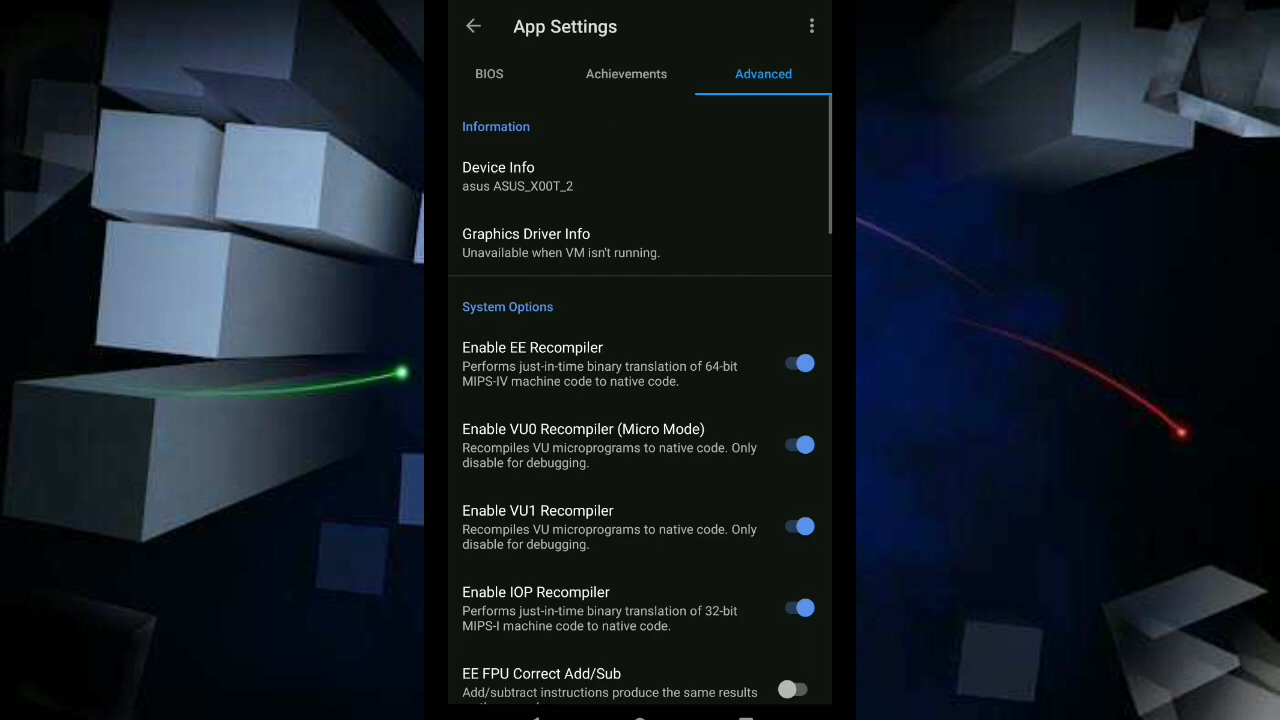 App Settings
BIOS
Achievements
Advanced
Information
Device Info
asus ASUS_X00T_2
Graphics Driver Info
Unavailable when VM isn't running.
System Options
Enable EE Recompiler
Performs just-in-time binary translation of 64-bit
MIPS-IV machine code to native code.
Enable VU0 Recompiler (Micro Mode)
Recompiles VU microprograms to native code. Only
disable for debugging.
Enable VU1 Recompiler
Recompiles VU microprograms to native code. Only
disable for debugging.
Enable IOP Recompiler
Performs just-in-time binary translation of 32-bit
MIPS-I machine code to native code.
EE FPU Correct Add/Sub
Add/subtract instructions produce the same results